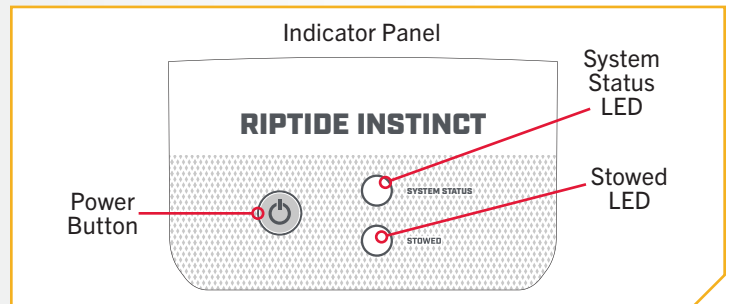 Indicator Panel
System
Status
LED
RIPTIDE INSTINCT
SYSTEM STATUS
Stowed
LED
Power
Button
STOWED